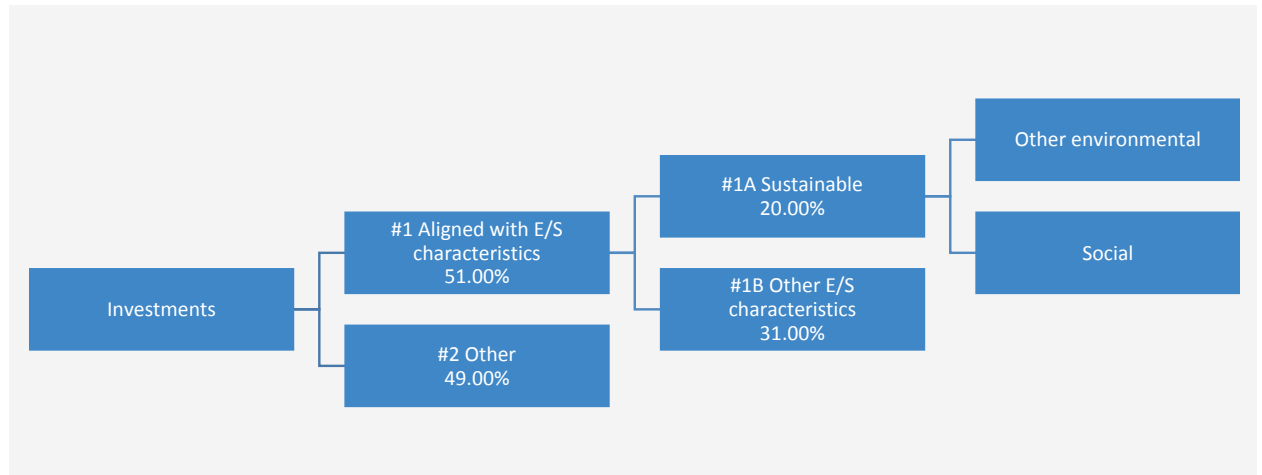 Investments
#1 Aligned with E/S
characteristics
51.00%
#2 Other
49.00%
#1A Sustainable
20.00%
#1B Other E/S
characteristics
31.00%
Other environmental
Social